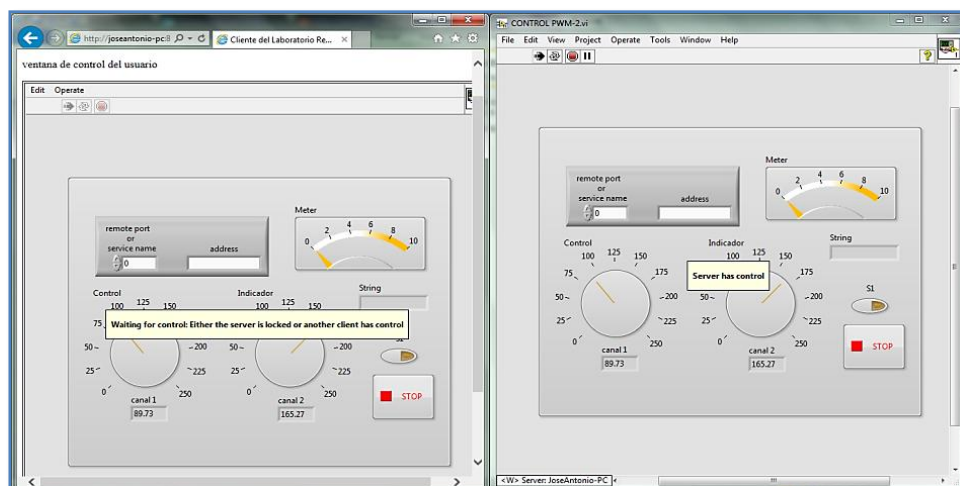 http://joseantonio-pc:8
Cliente del Laboratorio Re...
ventana de control del usuario
Edit Operate
remote port
or
service name
address
0
Meter
0 2 4 6 8 10
Control
Indicador
String
100 125 150
100 125 150
75
Waiting for control: Either the server is locked or another client has control
50
200
25
225
0
250
50
200
25
225
0
250
canal 1
89.73
canal 2
165.27
STOP
CONTROL PWM-2.vi
File Edit View Project Operate Tools Window Help
remote port
or
service name
address
0
Meter
0 2 4 6 8 10
Control
Indicador
String
100 125 150
75 175
50 200
25 225
0 250
100 125 150
Server has control
175
200
25 225
0 250
S1
canal 1
89.73
canal 2
165.27
STOP
<W> Server: JoseAntonio-PC